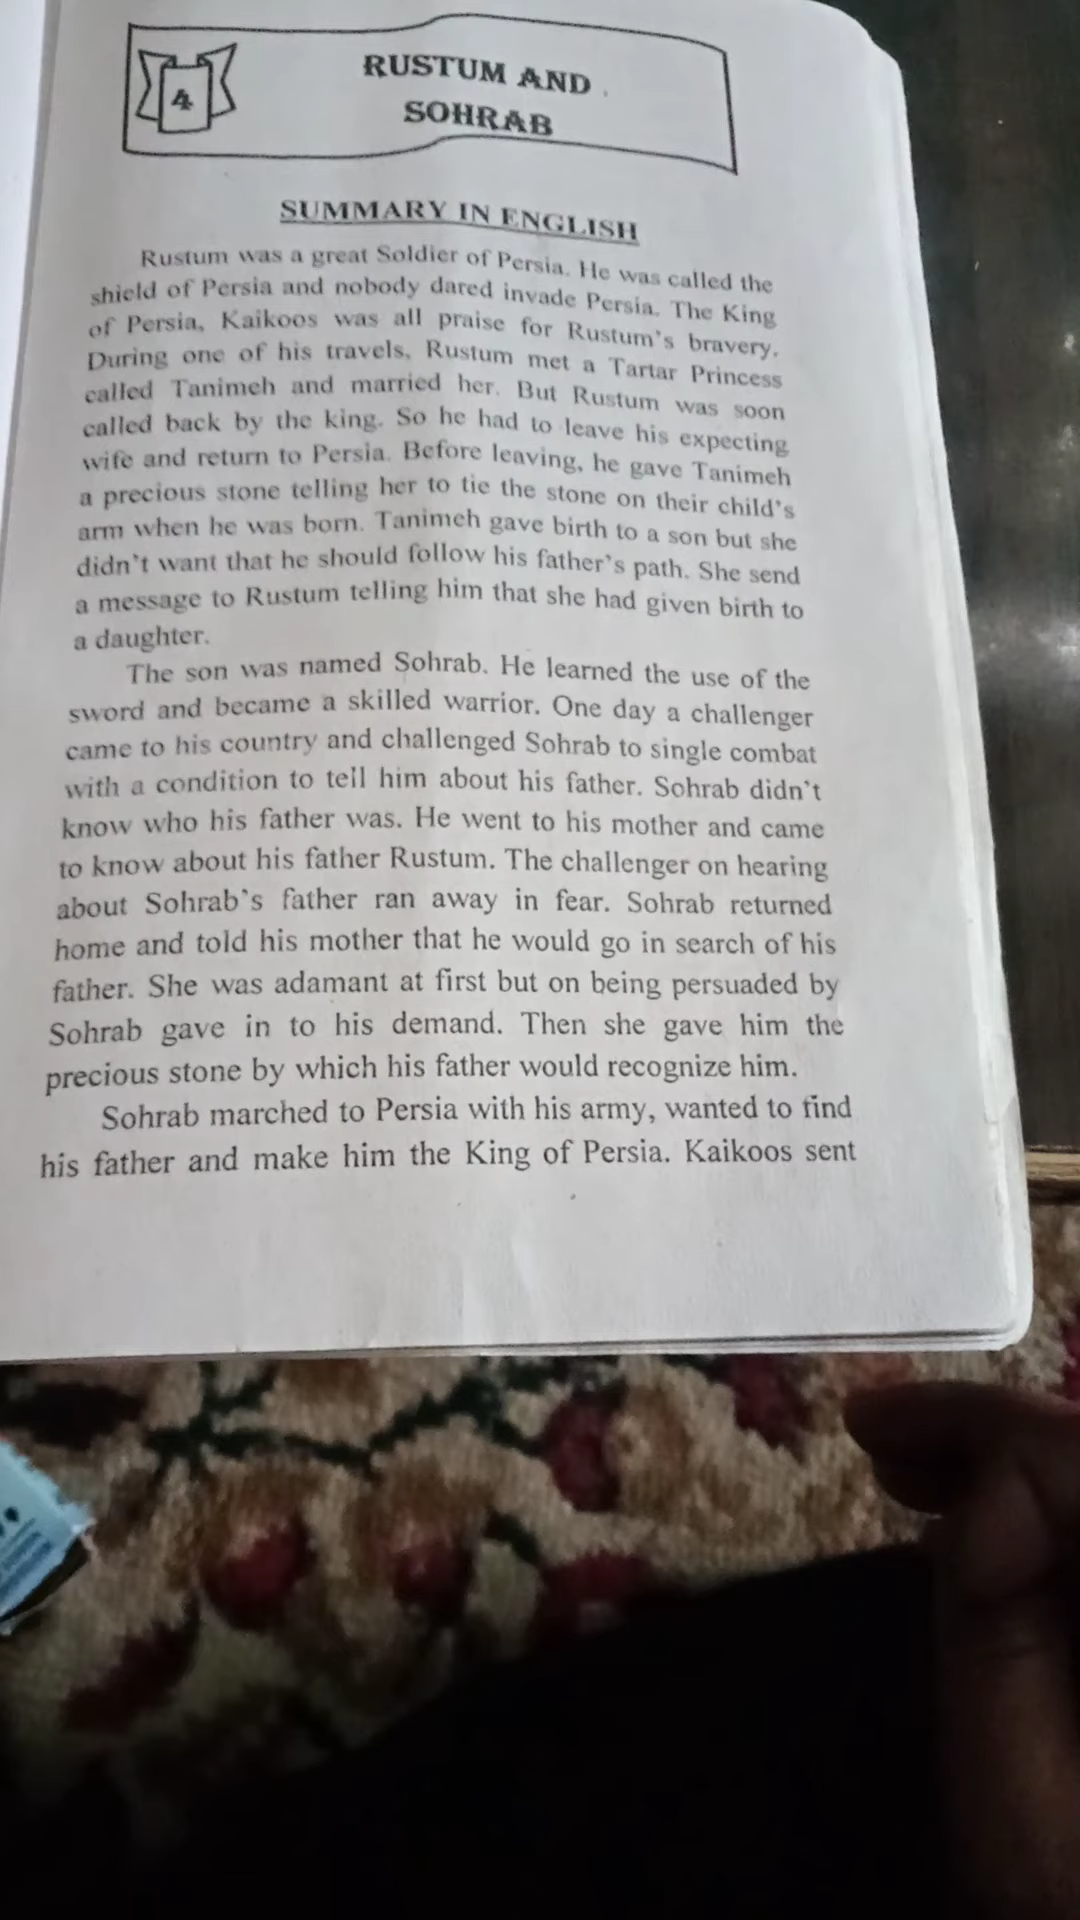 4
RUSTUM AND
SOHRAB
SUMMARY IN ENGLISH
Rustum was a great Soldier of Persia. He was called the
shield of Persia and nobody dared invade Persia. The King
of Persia, Kaikoos was all praise for Rustum's bravery.
During one of his travels, Rustum met a Tartar Princess
called Tanimeh and married her. But Rustum was soon
called back by the king. So he had to leave his expecting
wife and return to Persia. Before leaving, he gave Tanimeh
a precious stone telling her to tie the stone on their child's
arm when he was born. Tanimeh gave birth to a son but she
didn't want that he should follow his father's path. She send
a message to Rustum telling him that she had given birth to
a daughter.
The son was named Sohrab. He learned the use of the
sword and became a skilled warrior. One day a challenger
came to his country and challenged Sohrab to single combat
with a condition to tell him about his father. Sohrab didn't
know who his father was. He went to his mother and came
to know about his father Rustum. The challenger on hearing
about Sohrab's father ran away in fear. Sohrab returned
home and told his mother that he would go in search of his
father. She was adamant at first but on being persuaded by
Sohrab gave in to his demand. Then she gave him the
precious stone by which his father would recognize him.
Sohrab marched to Persia with his army, wanted to find
his father and make him the King of Persia. Kaikoos sent